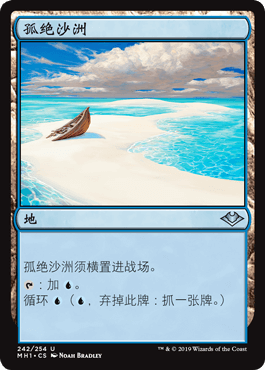 孤绝沙洲
地
孤绝沙洲须横置进战场。
：加。
循环（，弃掉此牌：抓一张牌。）
242/254 U
MH1 • CS NOAH BRADLEY
™ & © 2019 Wizards of the Coast